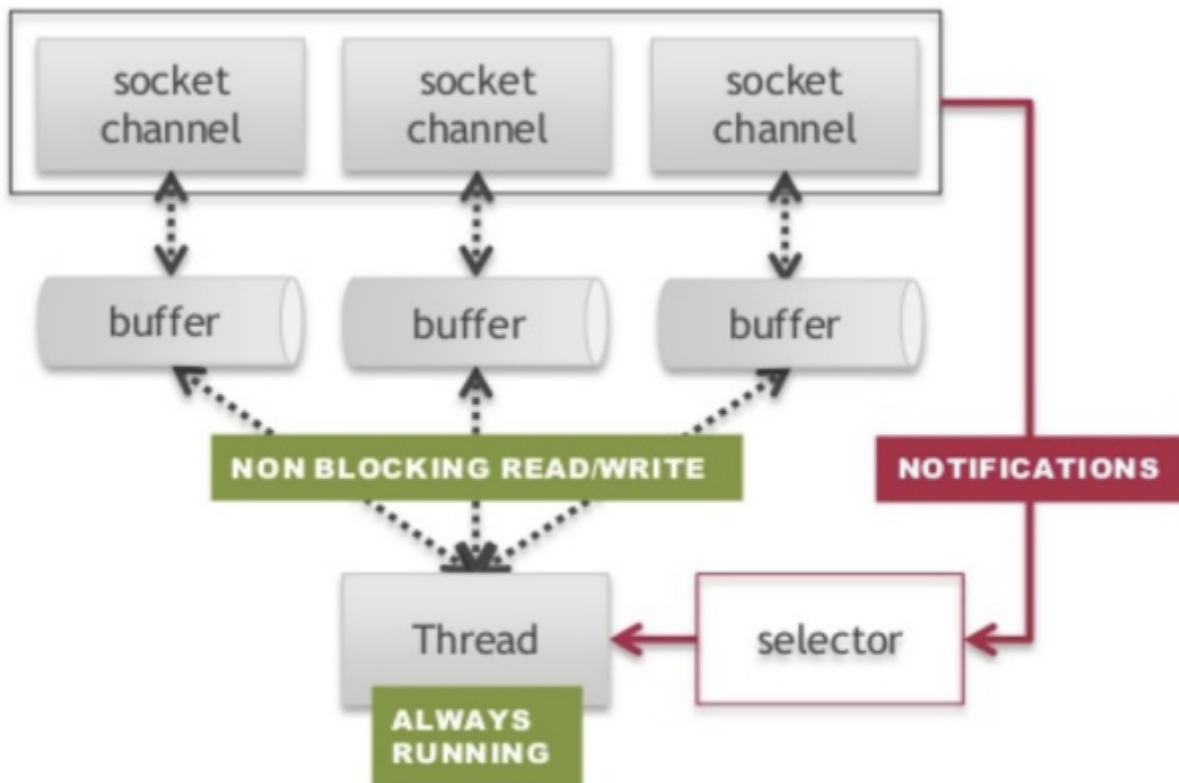 socket
channel
socket
channel
socket
channel
buffer
buffer
buffer
NON BLOCKING READ/WRITE
NOTIFICATIONS
Thread
selector
ALWAYS
RUNNING